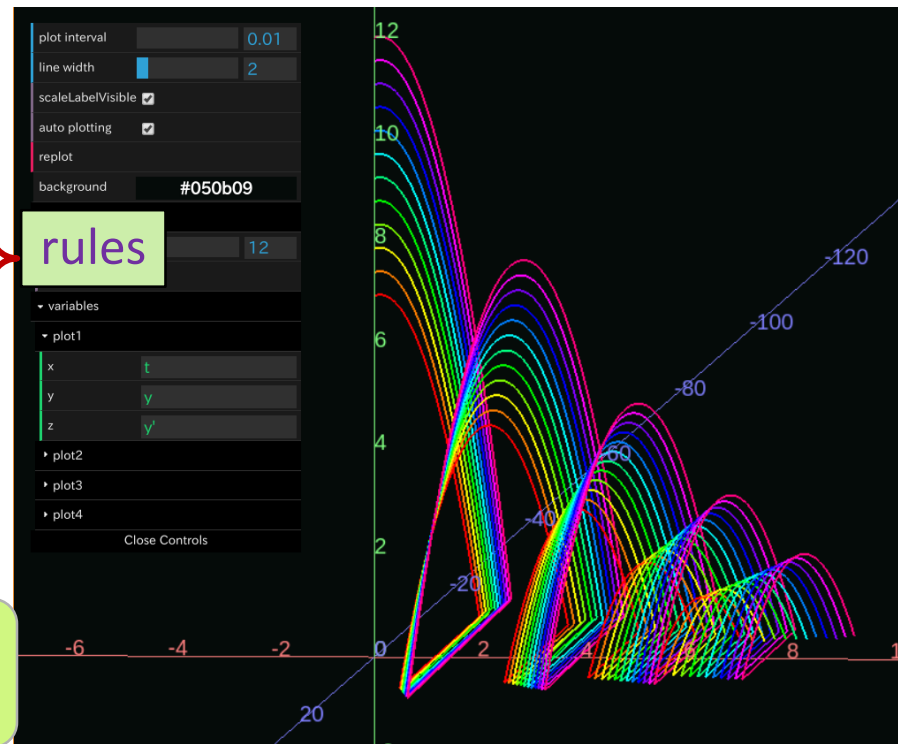 plot interval 0.01
line width 2
scaleLabelVisible
auto plotting
replot
background #050b09
rules
12
variables
plot1
x t
y y
z y'
plot2
plot3
plot4
Close Controls
12
10
8
6
4
2
0
-6 -4 -2 2 4 6 8 1
20
-20
-40
-60
-80
-100
-120